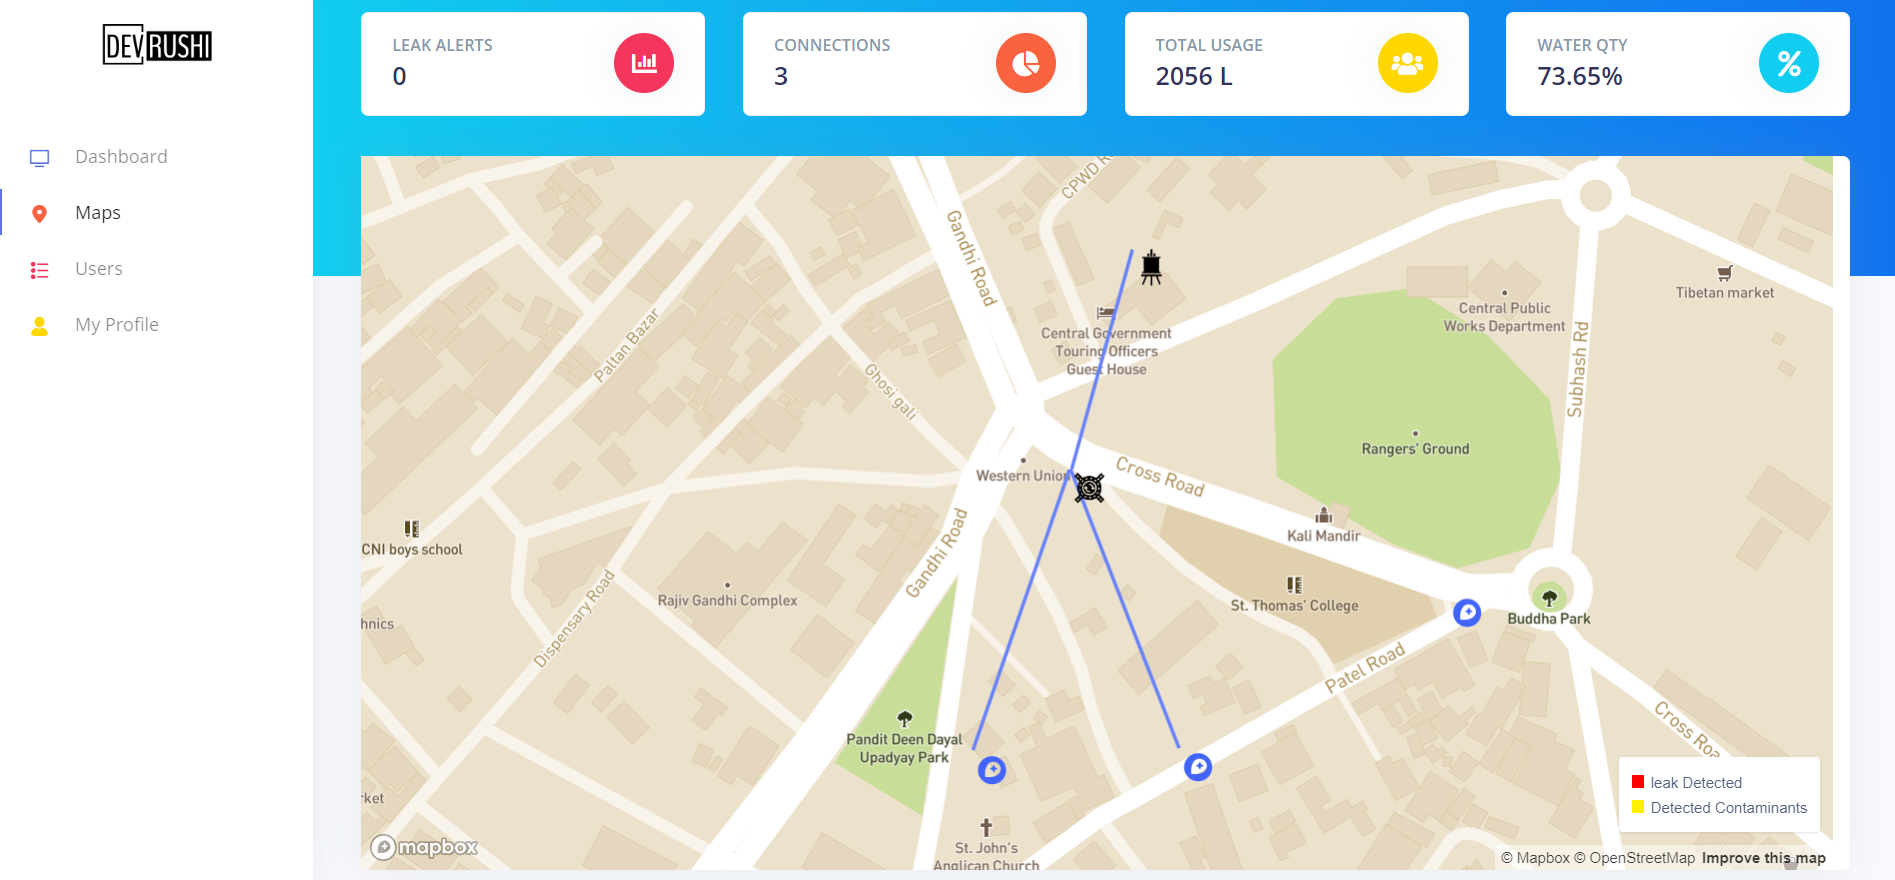 DEVRUSHI
Dashboard
Maps
Users
My Profile
LEAK ALERTS
0
CONNECTIONS
3
TOTAL USAGE
2056 L
WATER QTY
73.65%
CPWD R
Gandhi Road
Central Government
Touring Officers
Guest House
Central Public
Works Department
Tibetan market
Subhash Rd
Paltan Bazar
Ghosi gali
Rangers' Ground
Western Union
Cross Road
Kali Mandir
CNI boys school
Gandhi Road
Rajiv Gandhi Complex
Dispensary Road
hnics
St. Thomas' College
Buddha Park
Patel Road
Pandit Deen Dayal
Upadyay Park
Cross Roa
ket
St. John's
Anglican Church
leak Detected
Detected Contaminants
mapbox
© Mapbox © OpenStreetMap Improve this map